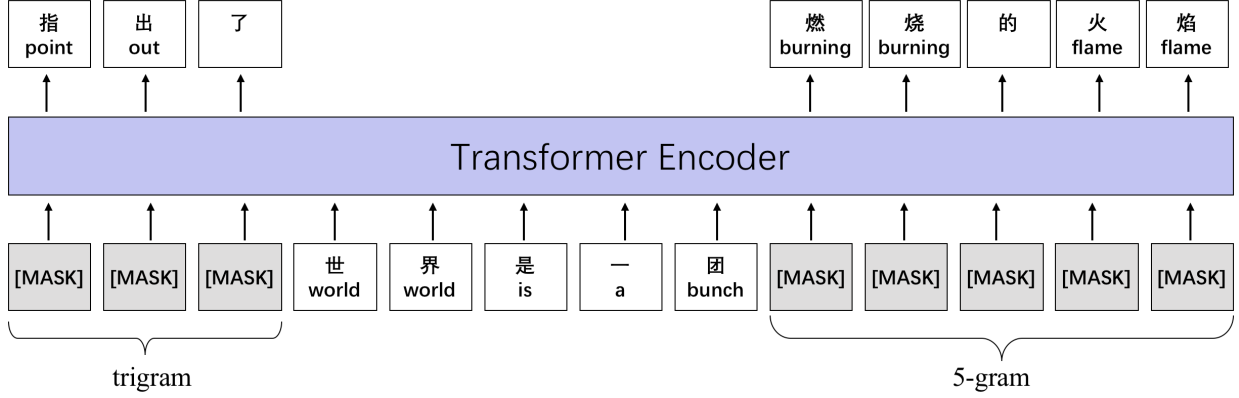 指 出 了
point out
燃 烧 的 火 焰
burning burning flame flame
Transformer Encoder
[MASK] [MASK] [MASK] 世 界 是 一 团 [MASK] [MASK] [MASK] [MASK] [MASK]
world world is a bunch
trigram 5-gram